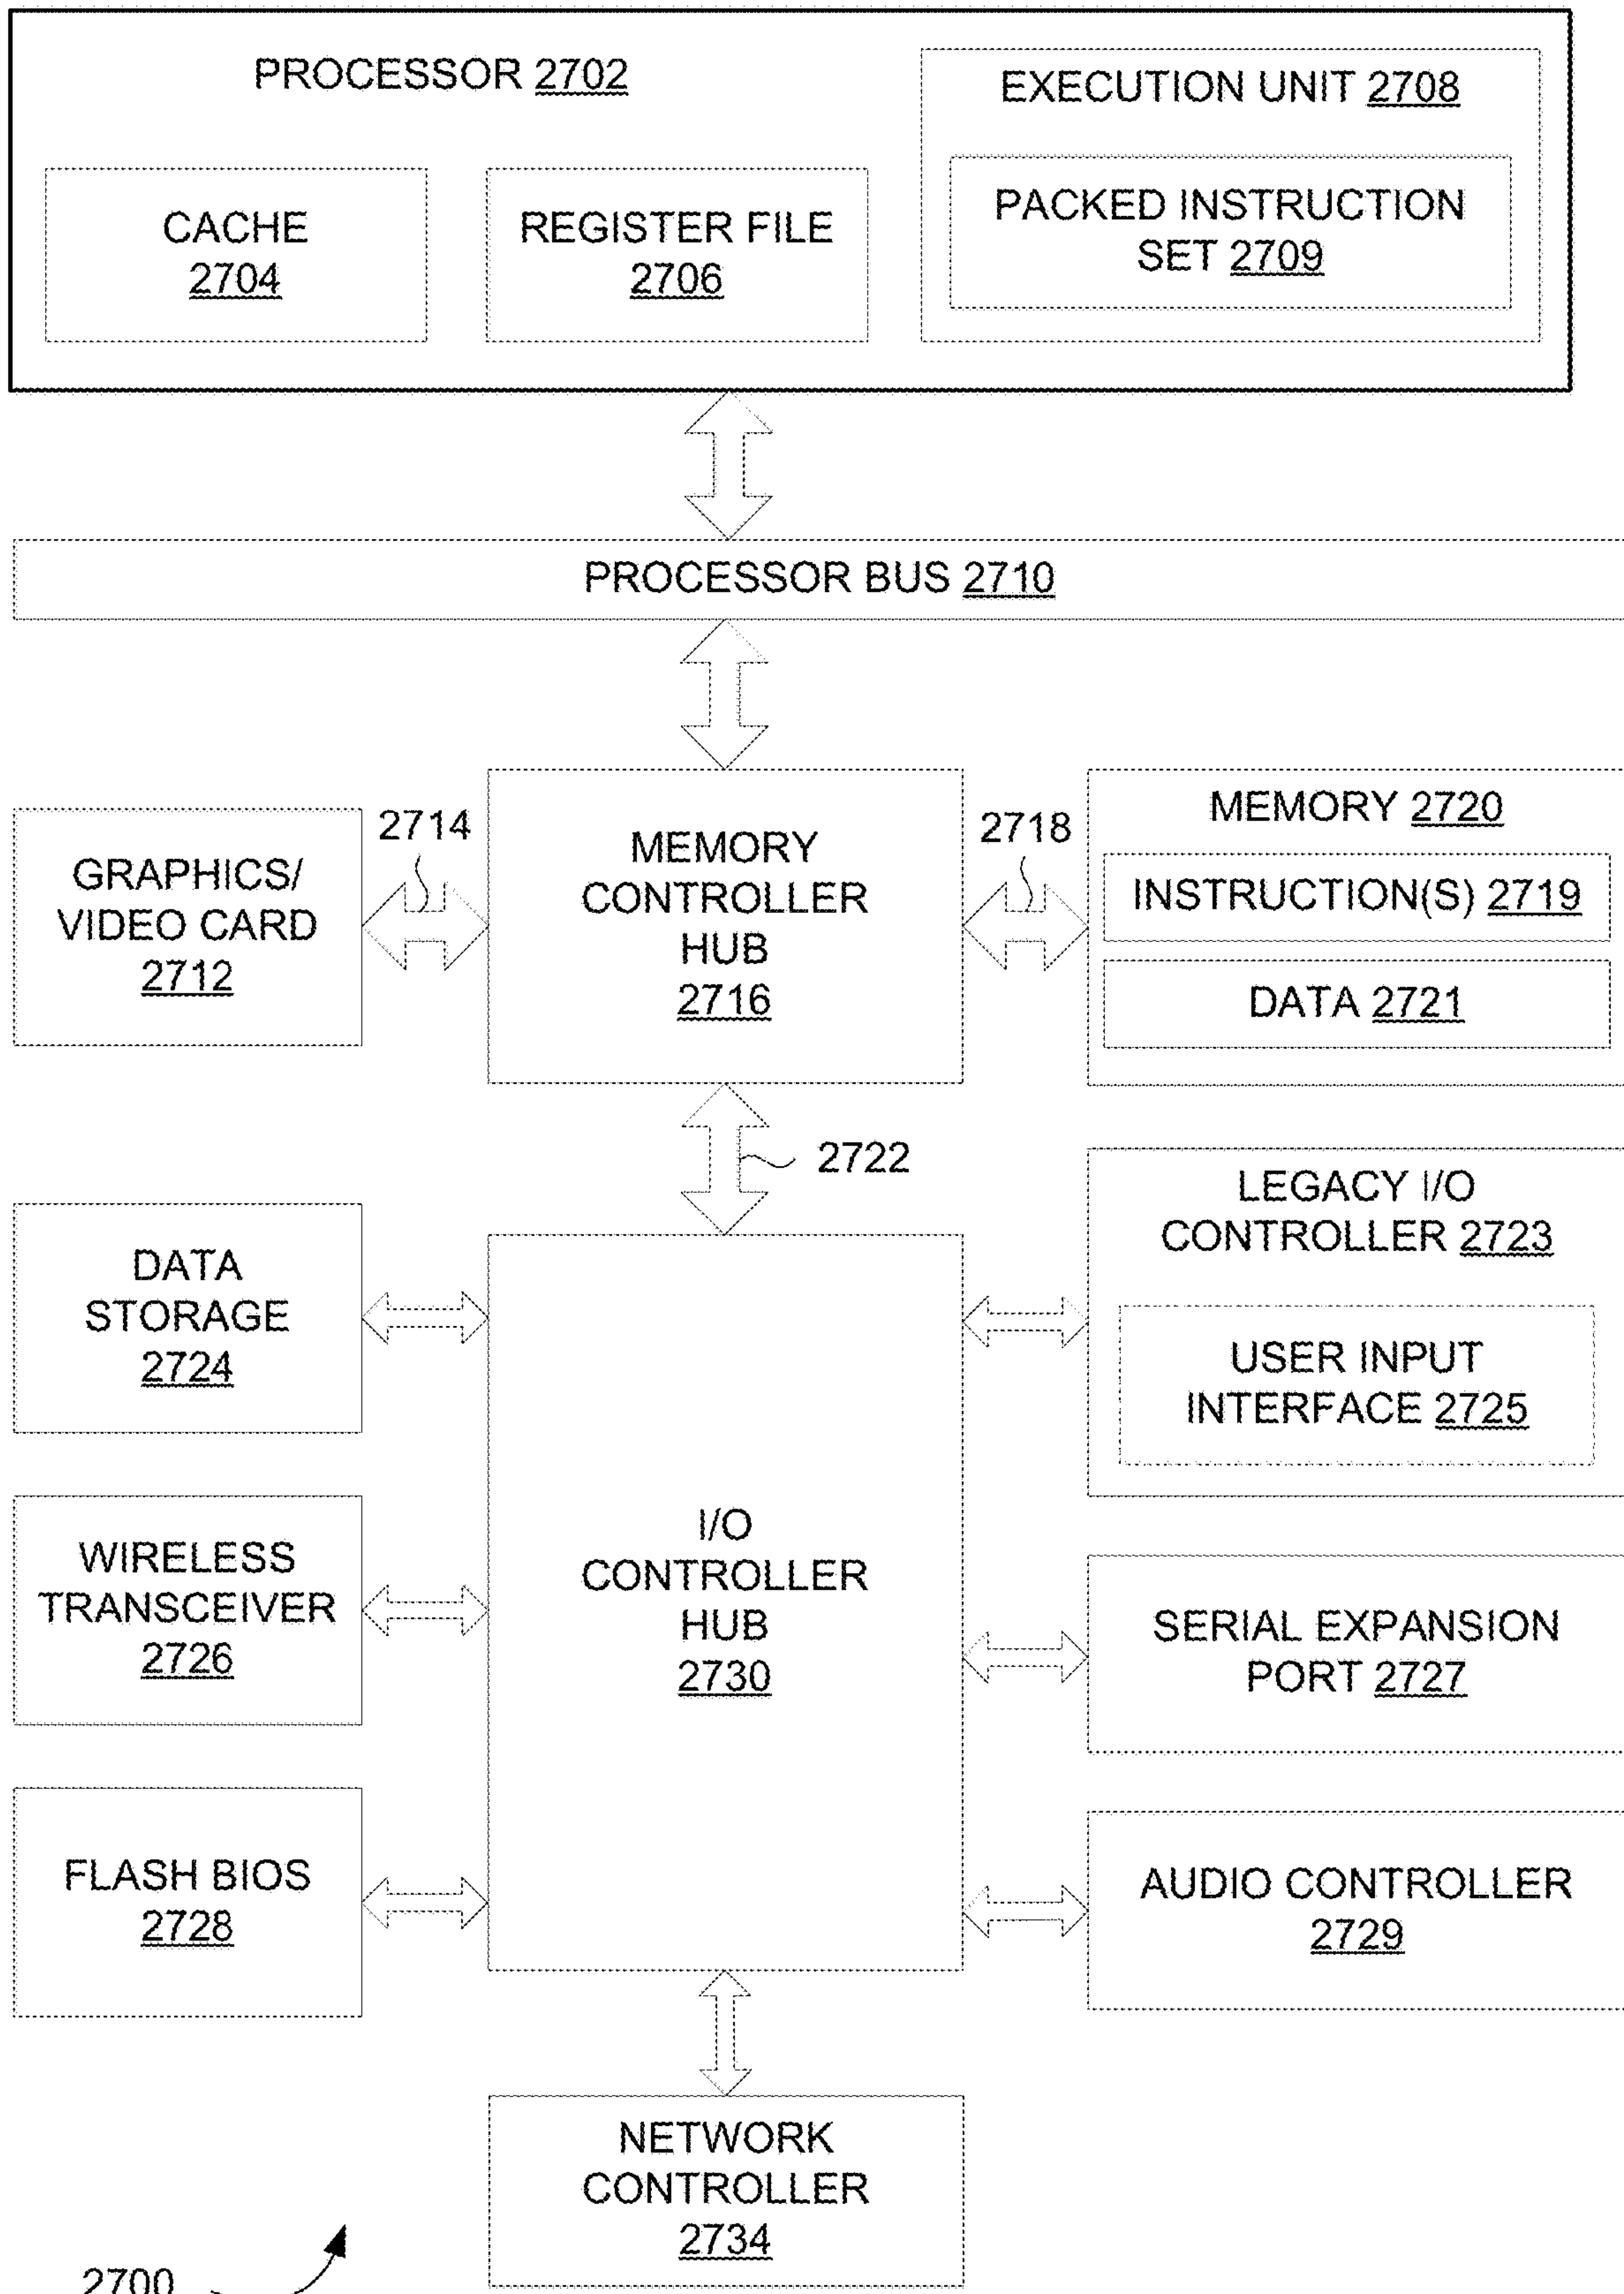 PROCESSOR 2702
EXECUTION UNIT 2708
PACKED INSTRUCTION
SET 2709
CACHE
2704
REGISTER FILE
2706
PROCESSOR BUS 2710
GRAPHICS/
VIDEO CARD
2712
2714
MEMORY
CONTROLLER
HUB
2716
2718
MEMORY 2720
INSTRUCTION(S) 2719
DATA 2721
2722
DATA
STORAGE
2724
LEGACY I/O
CONTROLLER 2723
USER INPUT
INTERFACE 2725
WIRELESS
TRANSCEIVER
2726
I/O
CONTROLLER
HUB
2730
SERIAL EXPANSION
PORT 2727
FLASH BIOS
2728
AUDIO CONTROLLER
2729
NETWORK
CONTROLLER
2734
2700